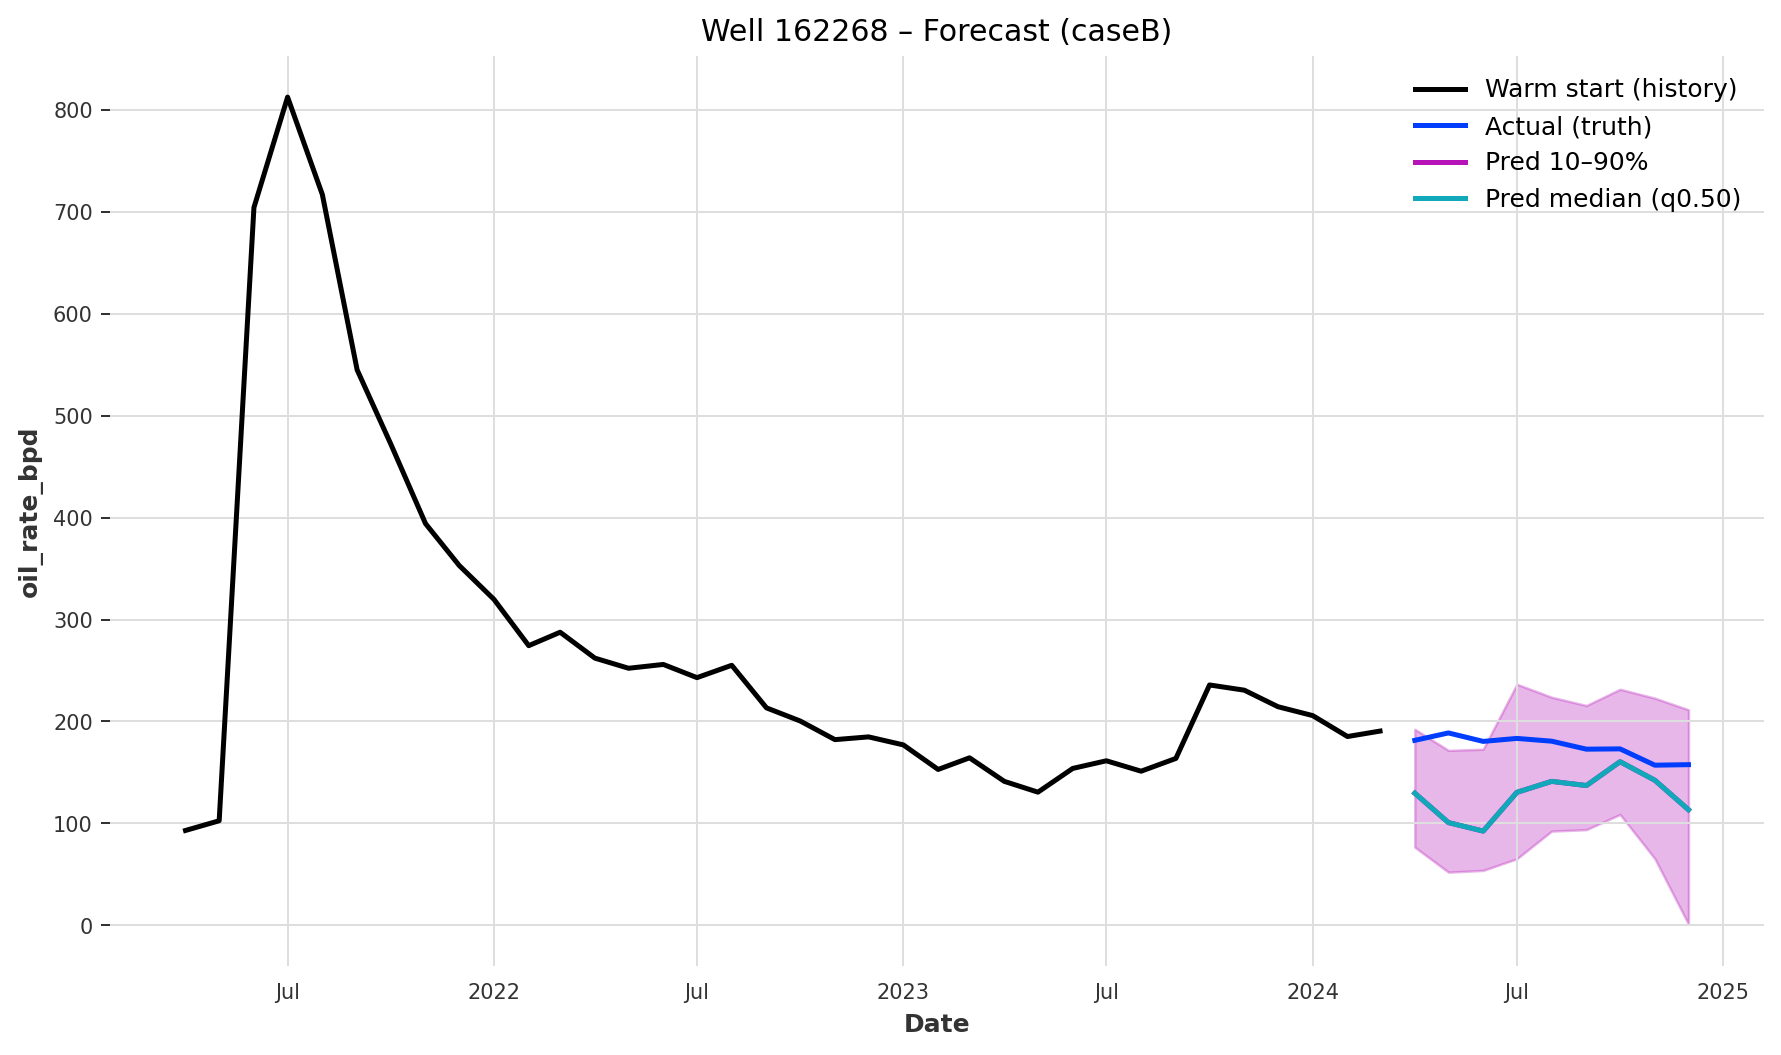 Well 162268 – Forecast (caseB)
Warm start (history)
Actual (truth)
Pred 10–90%
Pred median (q0.50)
oil_rate_bpd
800
700
600
500
400
300
200
100
0
Jul 2022 Jul 2023 Jul 2024 Jul 2025
Date